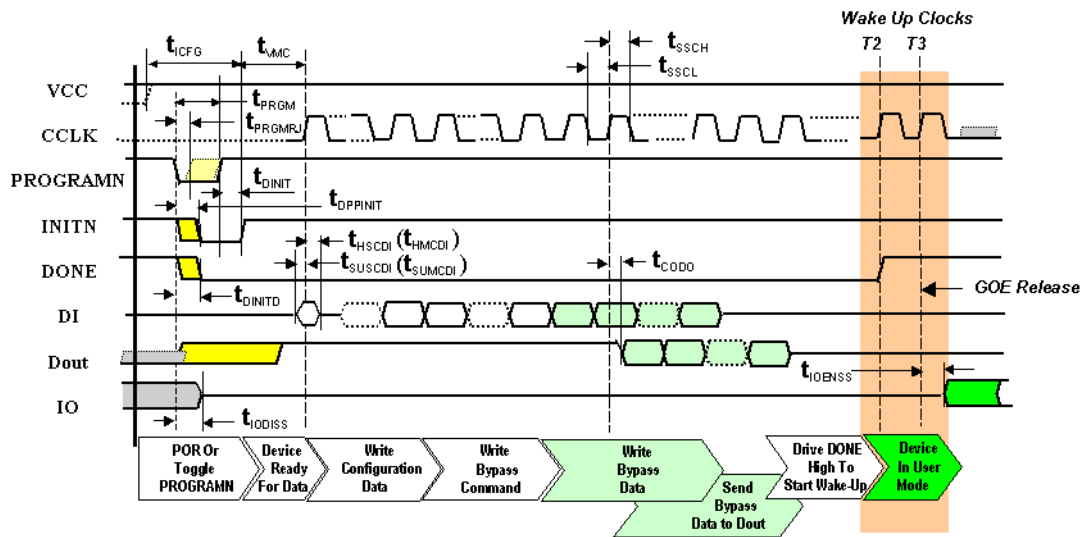 Wake Up Clocks
T2 T3
tICFG
tVMC
tSSCH
tSSCL
VCC
tPRGM
CCLK
tPRGMRJ
PROGRAMN
tDINIT
tDPPINIT
INITN
tHSCDI (tHMCDI)
tSUSCDI (tSUMCDI)
tCODO
DONE
tDINITD
GOE Release
DI
Dout
tIOENSS
IO
tIODISS
POR Or
Toggle
PROGRAMN
Device
Ready
For Data
Write
Configuration
Data
Write
Bypass
Command
Write
Bypass
Data
Send
Bypass
Data to Dout
Drive DONE
High To
Start Wake-Up
Device
In User
Mode